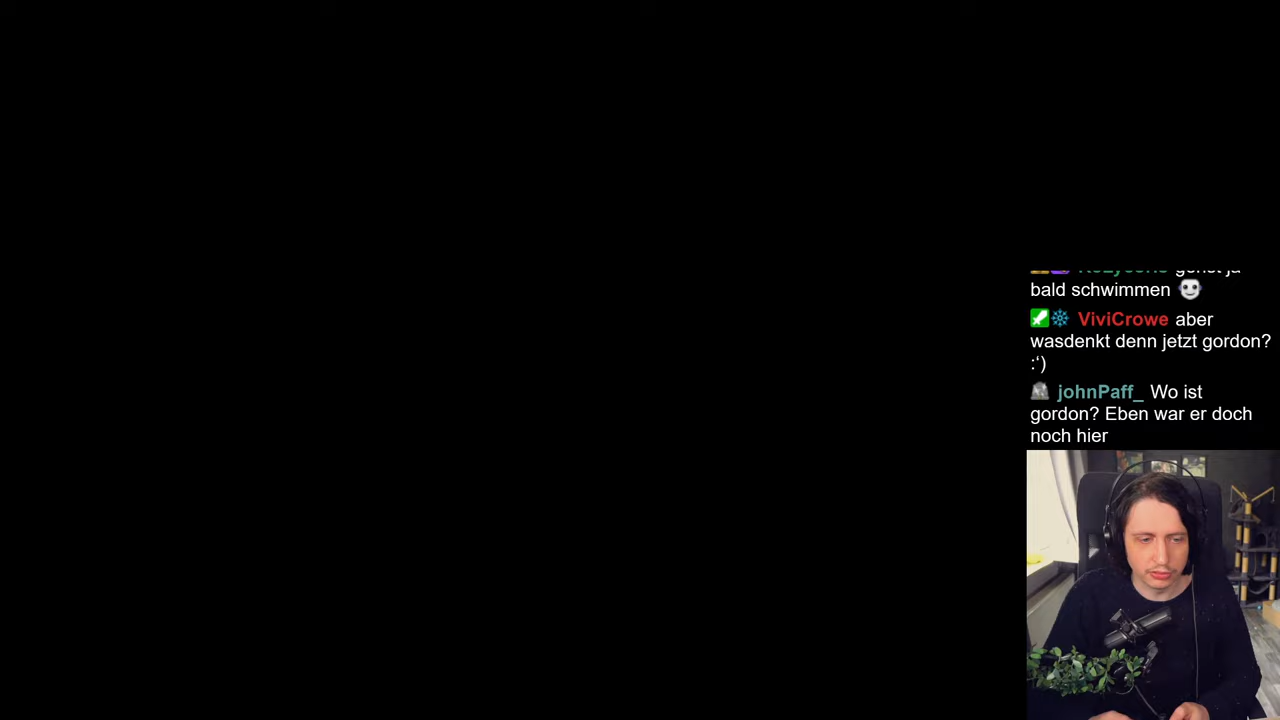 bald schwimmen
ViviCrowe aber
wasdenkt denn jetzt gordon?
:')
johnPaff_ Wo ist
gordon? Eben war er doch
noch hier